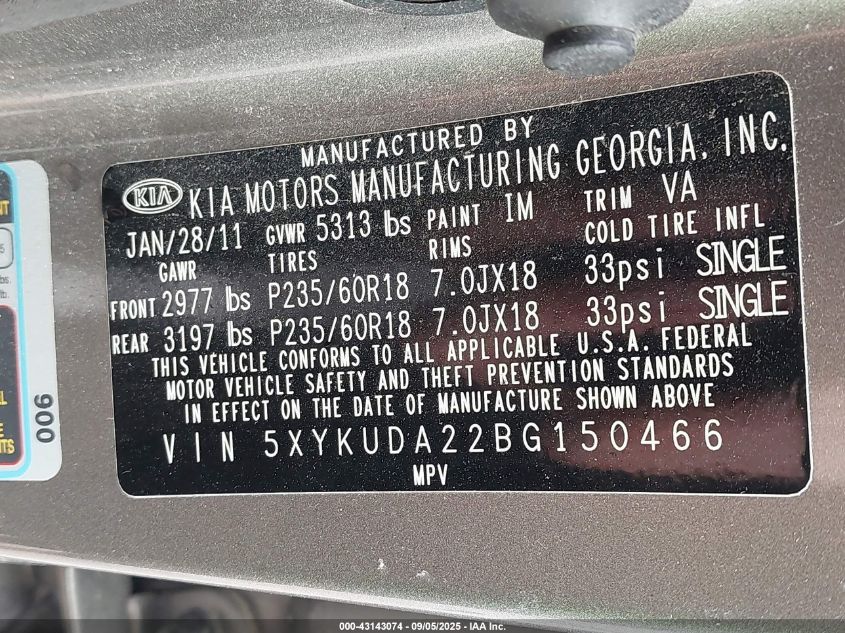 MANUFACTURED BY
KIA KIA MOTORS MANUFACTURING GEORGIA, INC.
JAN/28/11 GVWR 5313 lbs PAINT IM TRIM VA
GAWR TIRES RIMS COLD TIRE INFL
FRONT 2977 lbs P235/60R18 7.0JX18 33psi SINGLE
REAR 3197 lbs P235/60R18 7.0JX18 33psi SINGLE
THIS VEHICLE CONFORMS TO ALL APPLICABLE U.S.A. FEDERAL
MOTOR VEHICLE SAFETY AND THEFT PREVENTION STANDARDS
IN EFFECT ON THE DATE OF MANUFACTURE SHOWN ABOVE
VIN 5XYKUDA22BG150466
MPV
006
000-43143074 - 09/05/2025 - IAA Inc.